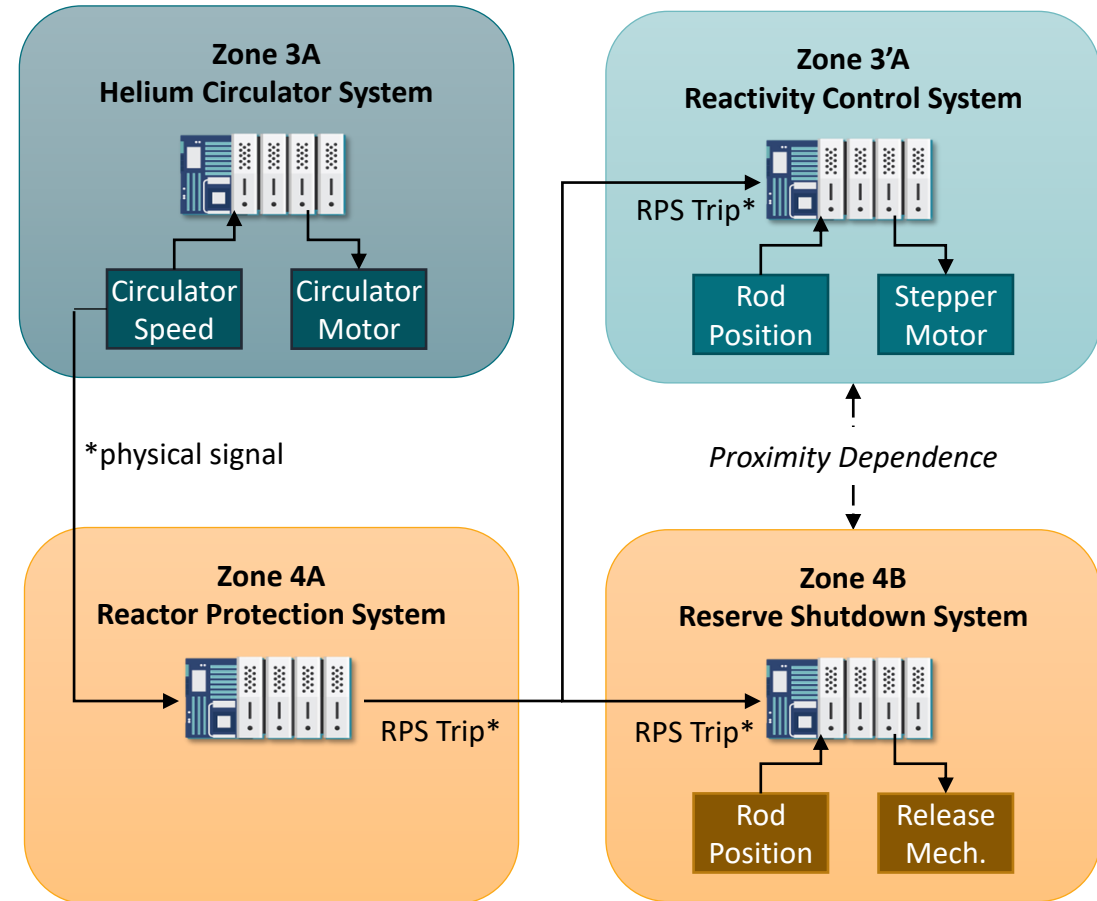 Zone 3A
Helium Circulator System
Circulator
Speed
Circulator
Motor
Zone 3’A
Reactivity Control System
RPS Trip*
Rod
Position
Stepper
Motor
*physical signal
Proximity Dependence
Zone 4A
Reactor Protection System
RPS Trip*
Zone 4B
Reserve Shutdown System
RPS Trip*
Rod
Position
Release
Mech.